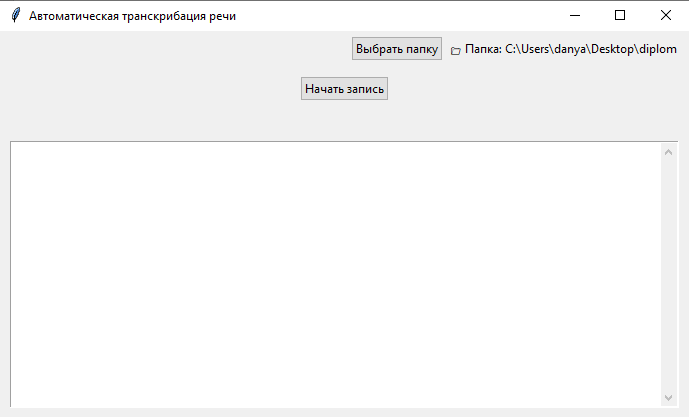 Автоматическая транскрибация речи
Выбрать папку Папка: C:\Users\danya\Desktop\diplom
Начать запись